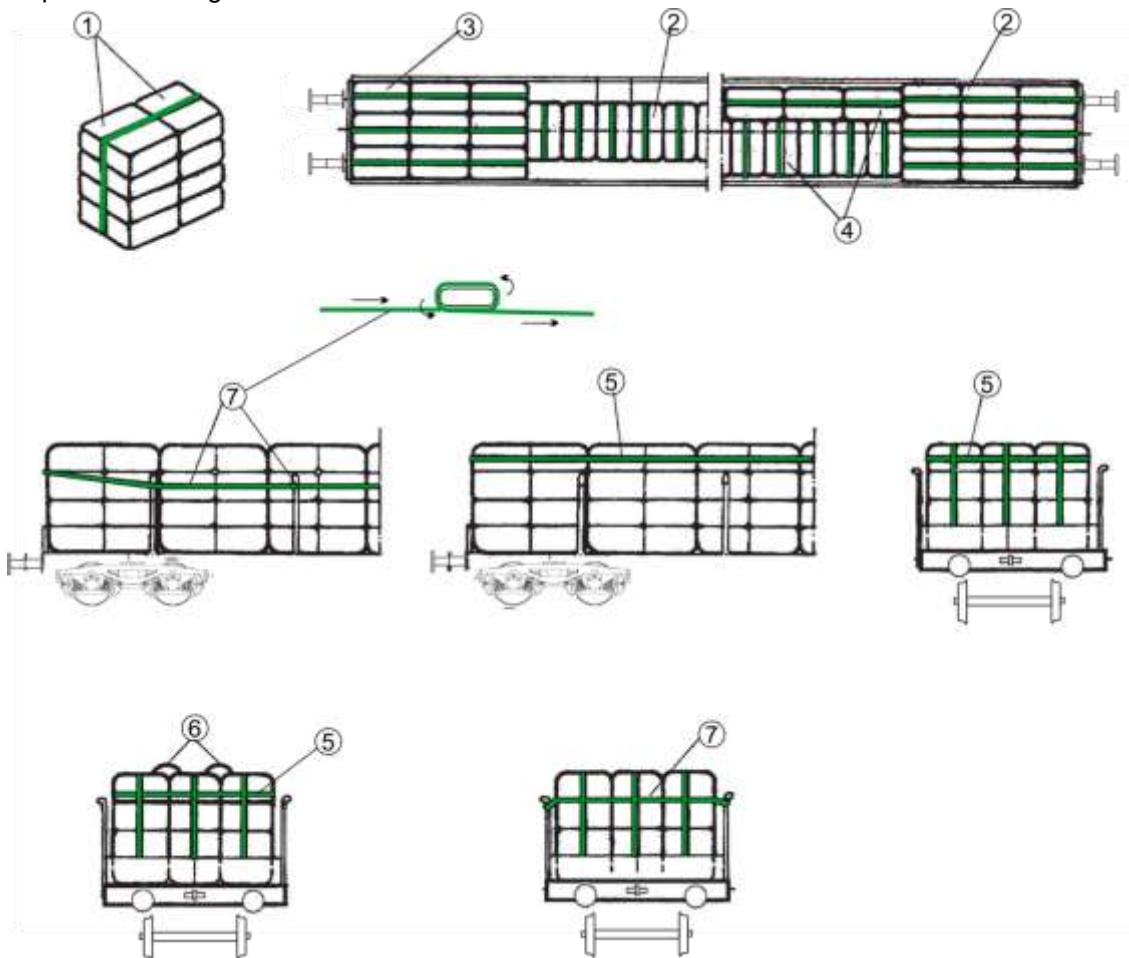 ① ③ ② ②
④
⑦ ⑤ ⑤
⑥ ⑤ ⑦